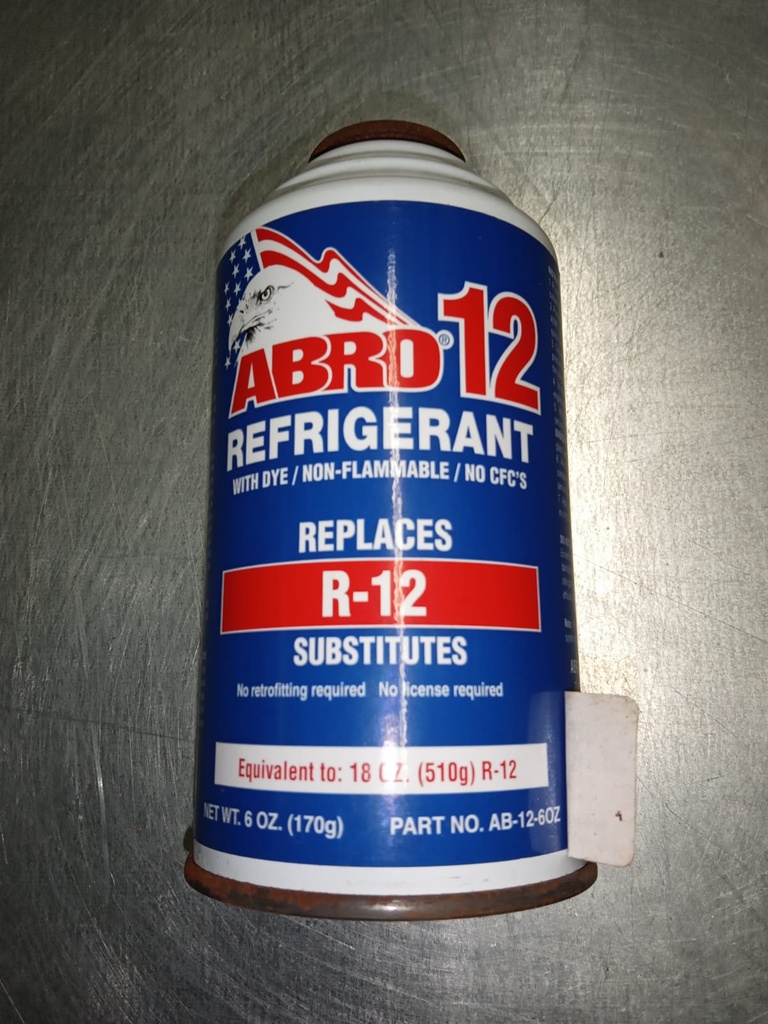 ABRO® 12
REFRIGERANT
WITH DYE / NON-FLAMMABLE / NO CFC'S
REPLACES
R-12
SUBSTITUTES
No retrofitting required No license required
Equivalent to: 18 OZ. (510g) R-12
NET WT. 6 OZ. (170g) PART NO. AB-12-6OZ